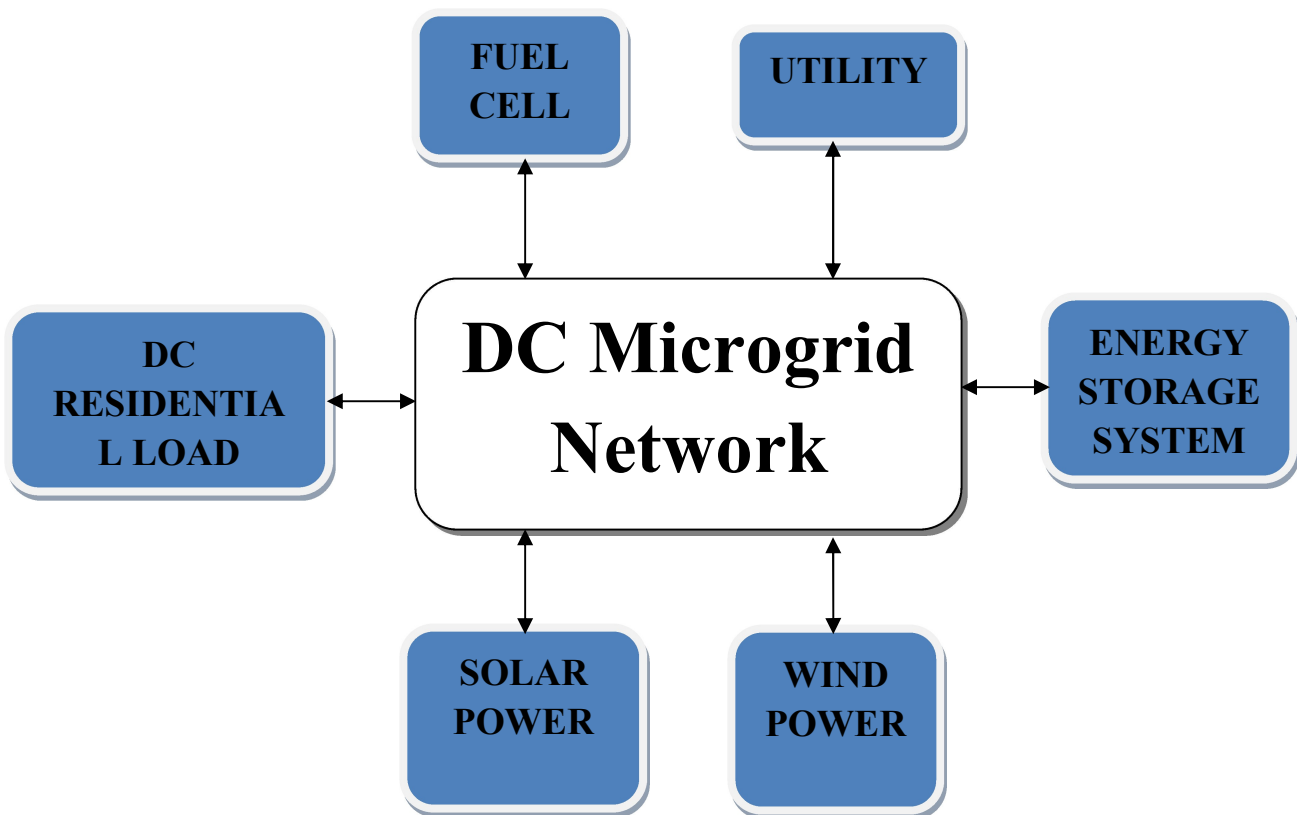 FUEL
CELL
UTILITY
DC
RESIDENTIA
L LOAD
DC Microgrid
Network
ENERGY
STORAGE
SYSTEM
SOLAR
POWER
WIND
POWER